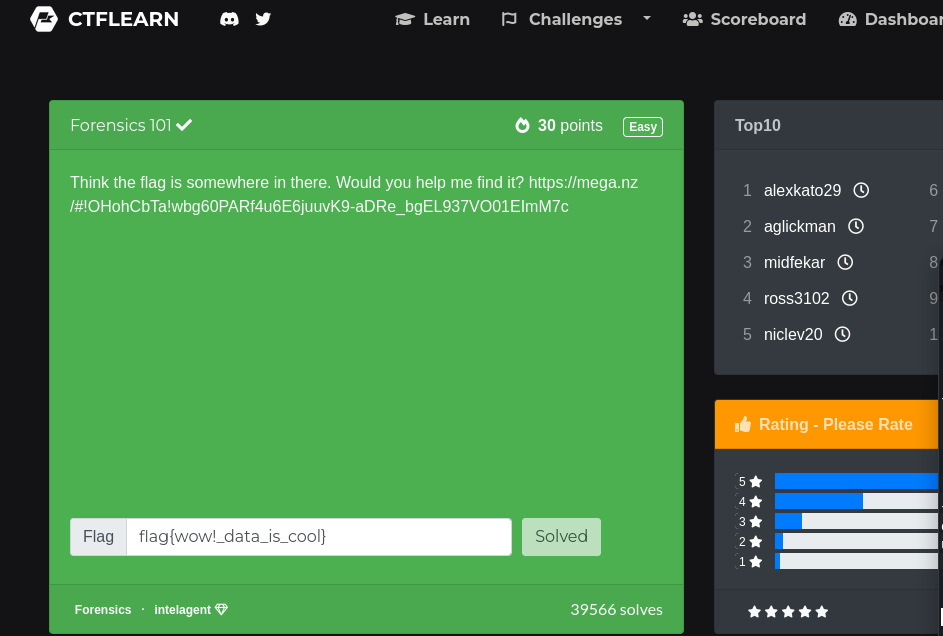 CTFLEARN Learn Challenges Scoreboard
Forensics 101 30 points Easy
Think the flag is somewhere in there. Would you help me find it? https://mega.nz
/#!OHohCbTa!wbg60PARf4u6E6juuvK9-aDRe_bgEL937VO01EImM7c
Flag flag{wow!_data_is_cool} Solved
Forensics · intelagent 39566 solves
Top10
1 alexkato29 6
2 aglickman 7
3 midfekar 8
4 ross3102 9
5 niclev20 1
Rating - Please Rate
5
4
3
2
1